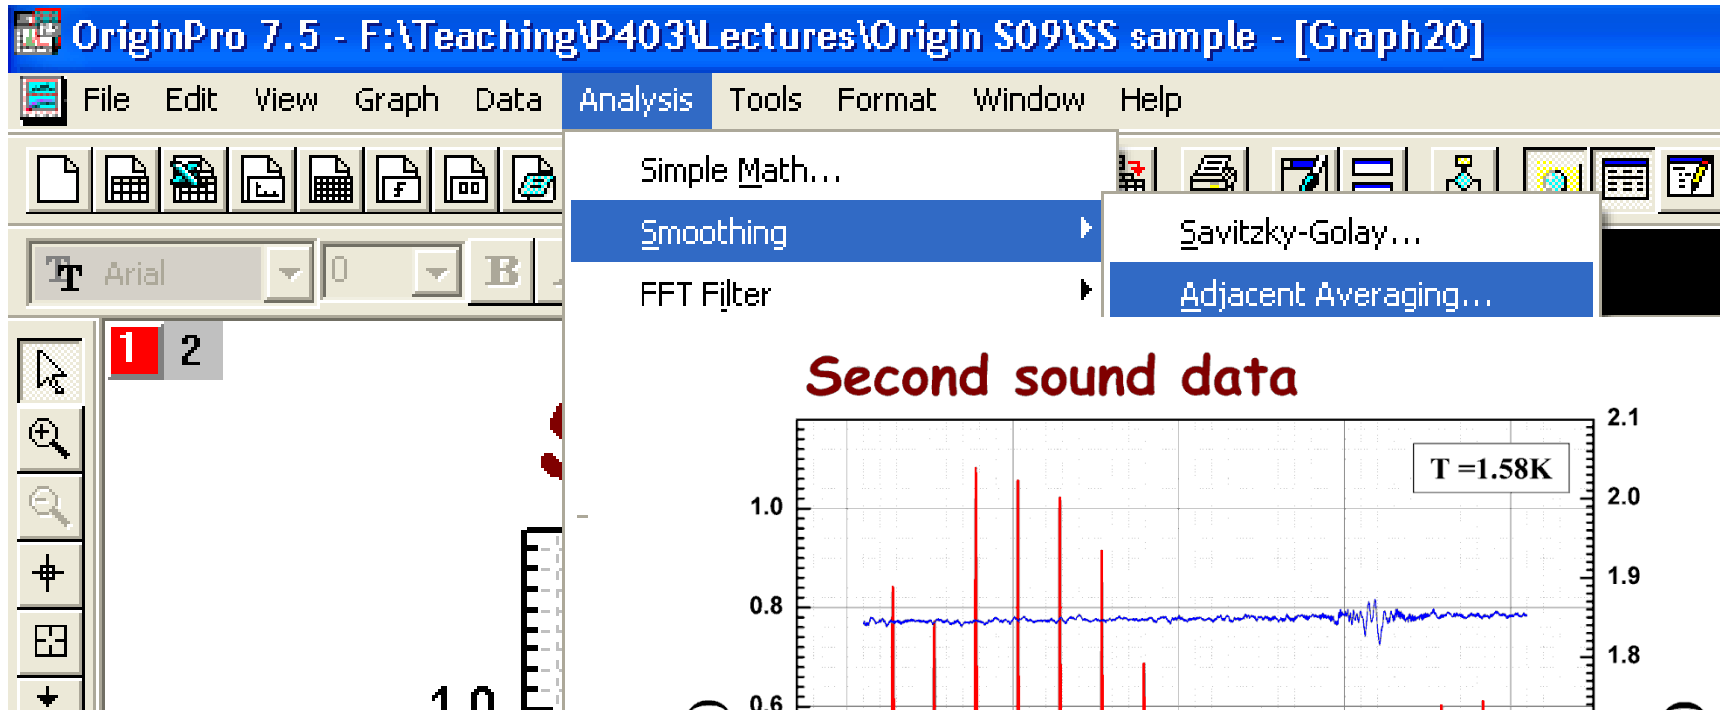 OriginPro 7.5 - F:\Teaching\P403\Lectures\Origin S09\SS sample - [Graph20]
File Edit View Graph Data Analysis Tools Format Window Help
Simple Math...
Smoothing
Savitzky-Golay...
Arial 0 B
FFT Filter
Adjacent Averaging...
1 2
Second sound data
2.1
T =1.58K
1.0
2.0
1.9
0.8
1.8
1.0
0.6